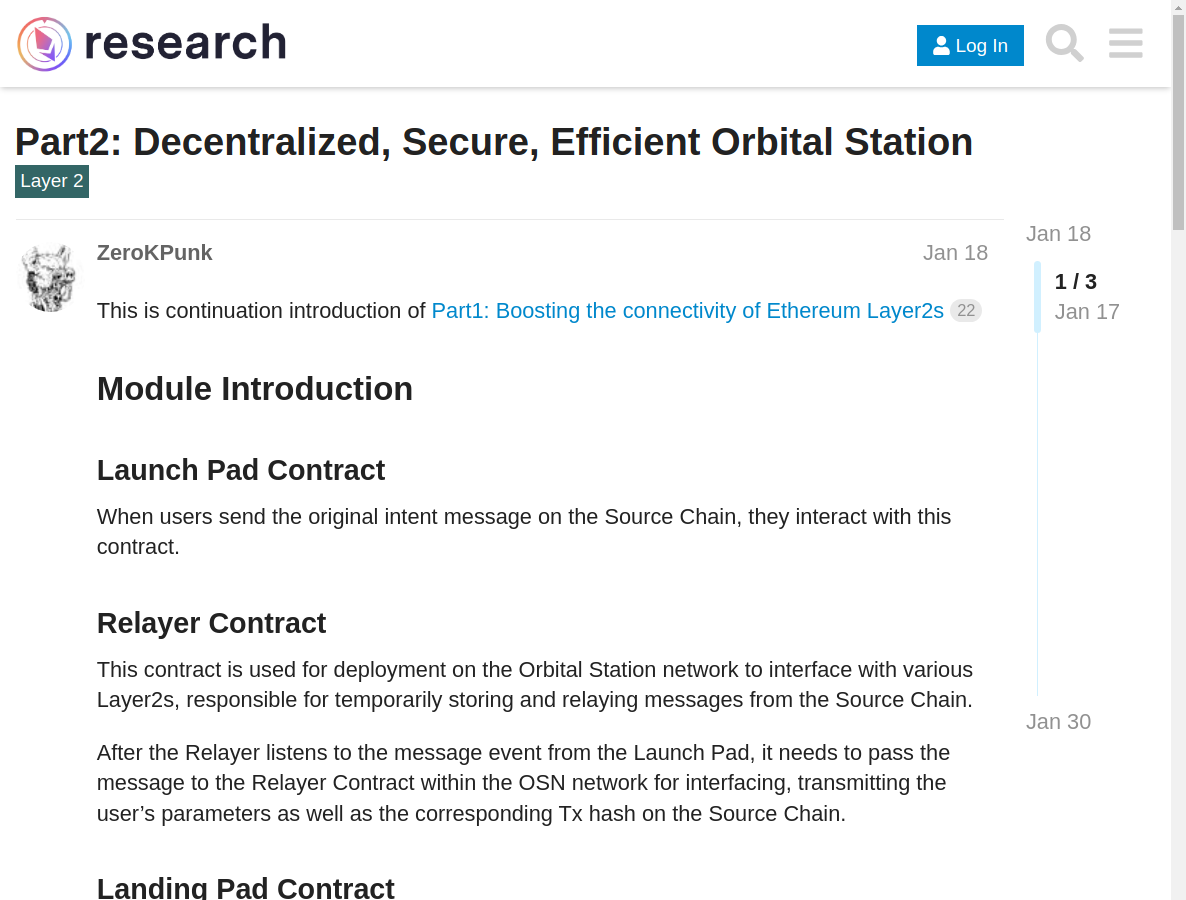 research
Log In
Part2: Decentralized, Secure, Efficient Orbital Station
Layer 2
ZeroKPunk
Jan 18
Jan 18
1 / 3
Jan 17
This is continuation introduction of Part1: Boosting the connectivity of Ethereum Layer2s 22
Module Introduction
Launch Pad Contract
When users send the original intent message on the Source Chain, they interact with this
contract.
Relayer Contract
This contract is used for deployment on the Orbital Station network to interface with various
Layer2s, responsible for temporarily storing and relaying messages from the Source Chain.
Jan 30
After the Relayer listens to the message event from the Launch Pad, it needs to pass the
message to the Relayer Contract within the OSN network for interfacing, transmitting the
user’s parameters as well as the corresponding Tx hash on the Source Chain.
Landing Pad Contract